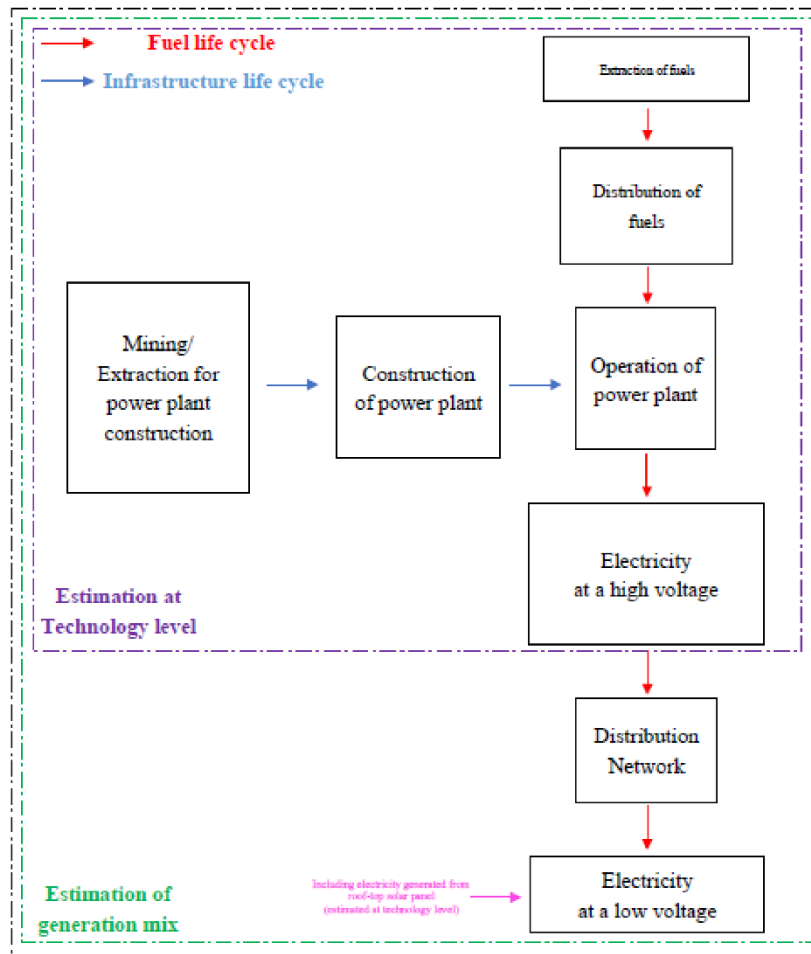 Fuel life cycle
Infrastructure life cycle
Extraction of fuels
Distribution of
fuels
Mining/
Extraction for
power plant
construction
Construction
of power plant
Operation of
power plant
Electricity
at a high voltage
Estimation at
Technology level
Distribution
Network
Including electricity generated from
roof-top solar panel
(estimated at technology level)
Electricity
at a low voltage
Estimation of
generation mix